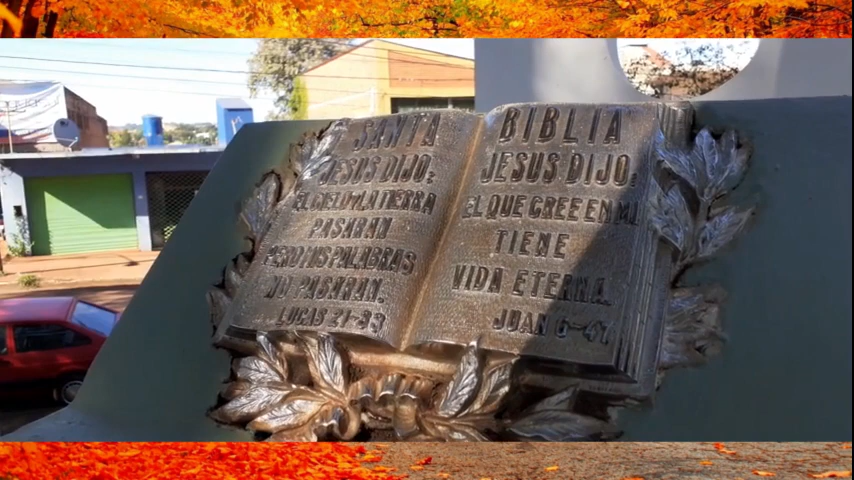 SANTA
JESUS DIJO:
EL CIELO Y LA TIERRA
PASARAN
PERO MIS PALABRAS
NO PASARAN.
LUCAS 21-33
BIBLIA
JESUS DIJO:
EL QUE CREE EN MI,
TIENE
VIDA ETERNA.
JUAN 6-47